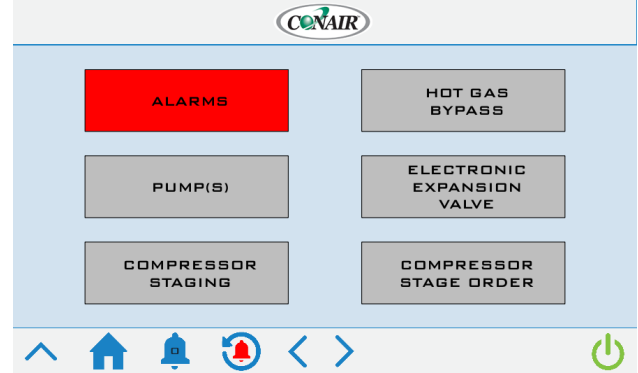 CONAIR
ALARMS
HOT GAS
BYPASS
PUMP(S)
ELECTRONIC
EXPANSION
VALVE
COMPRESSOR
STAGING
COMPRESSOR
STAGE ORDER